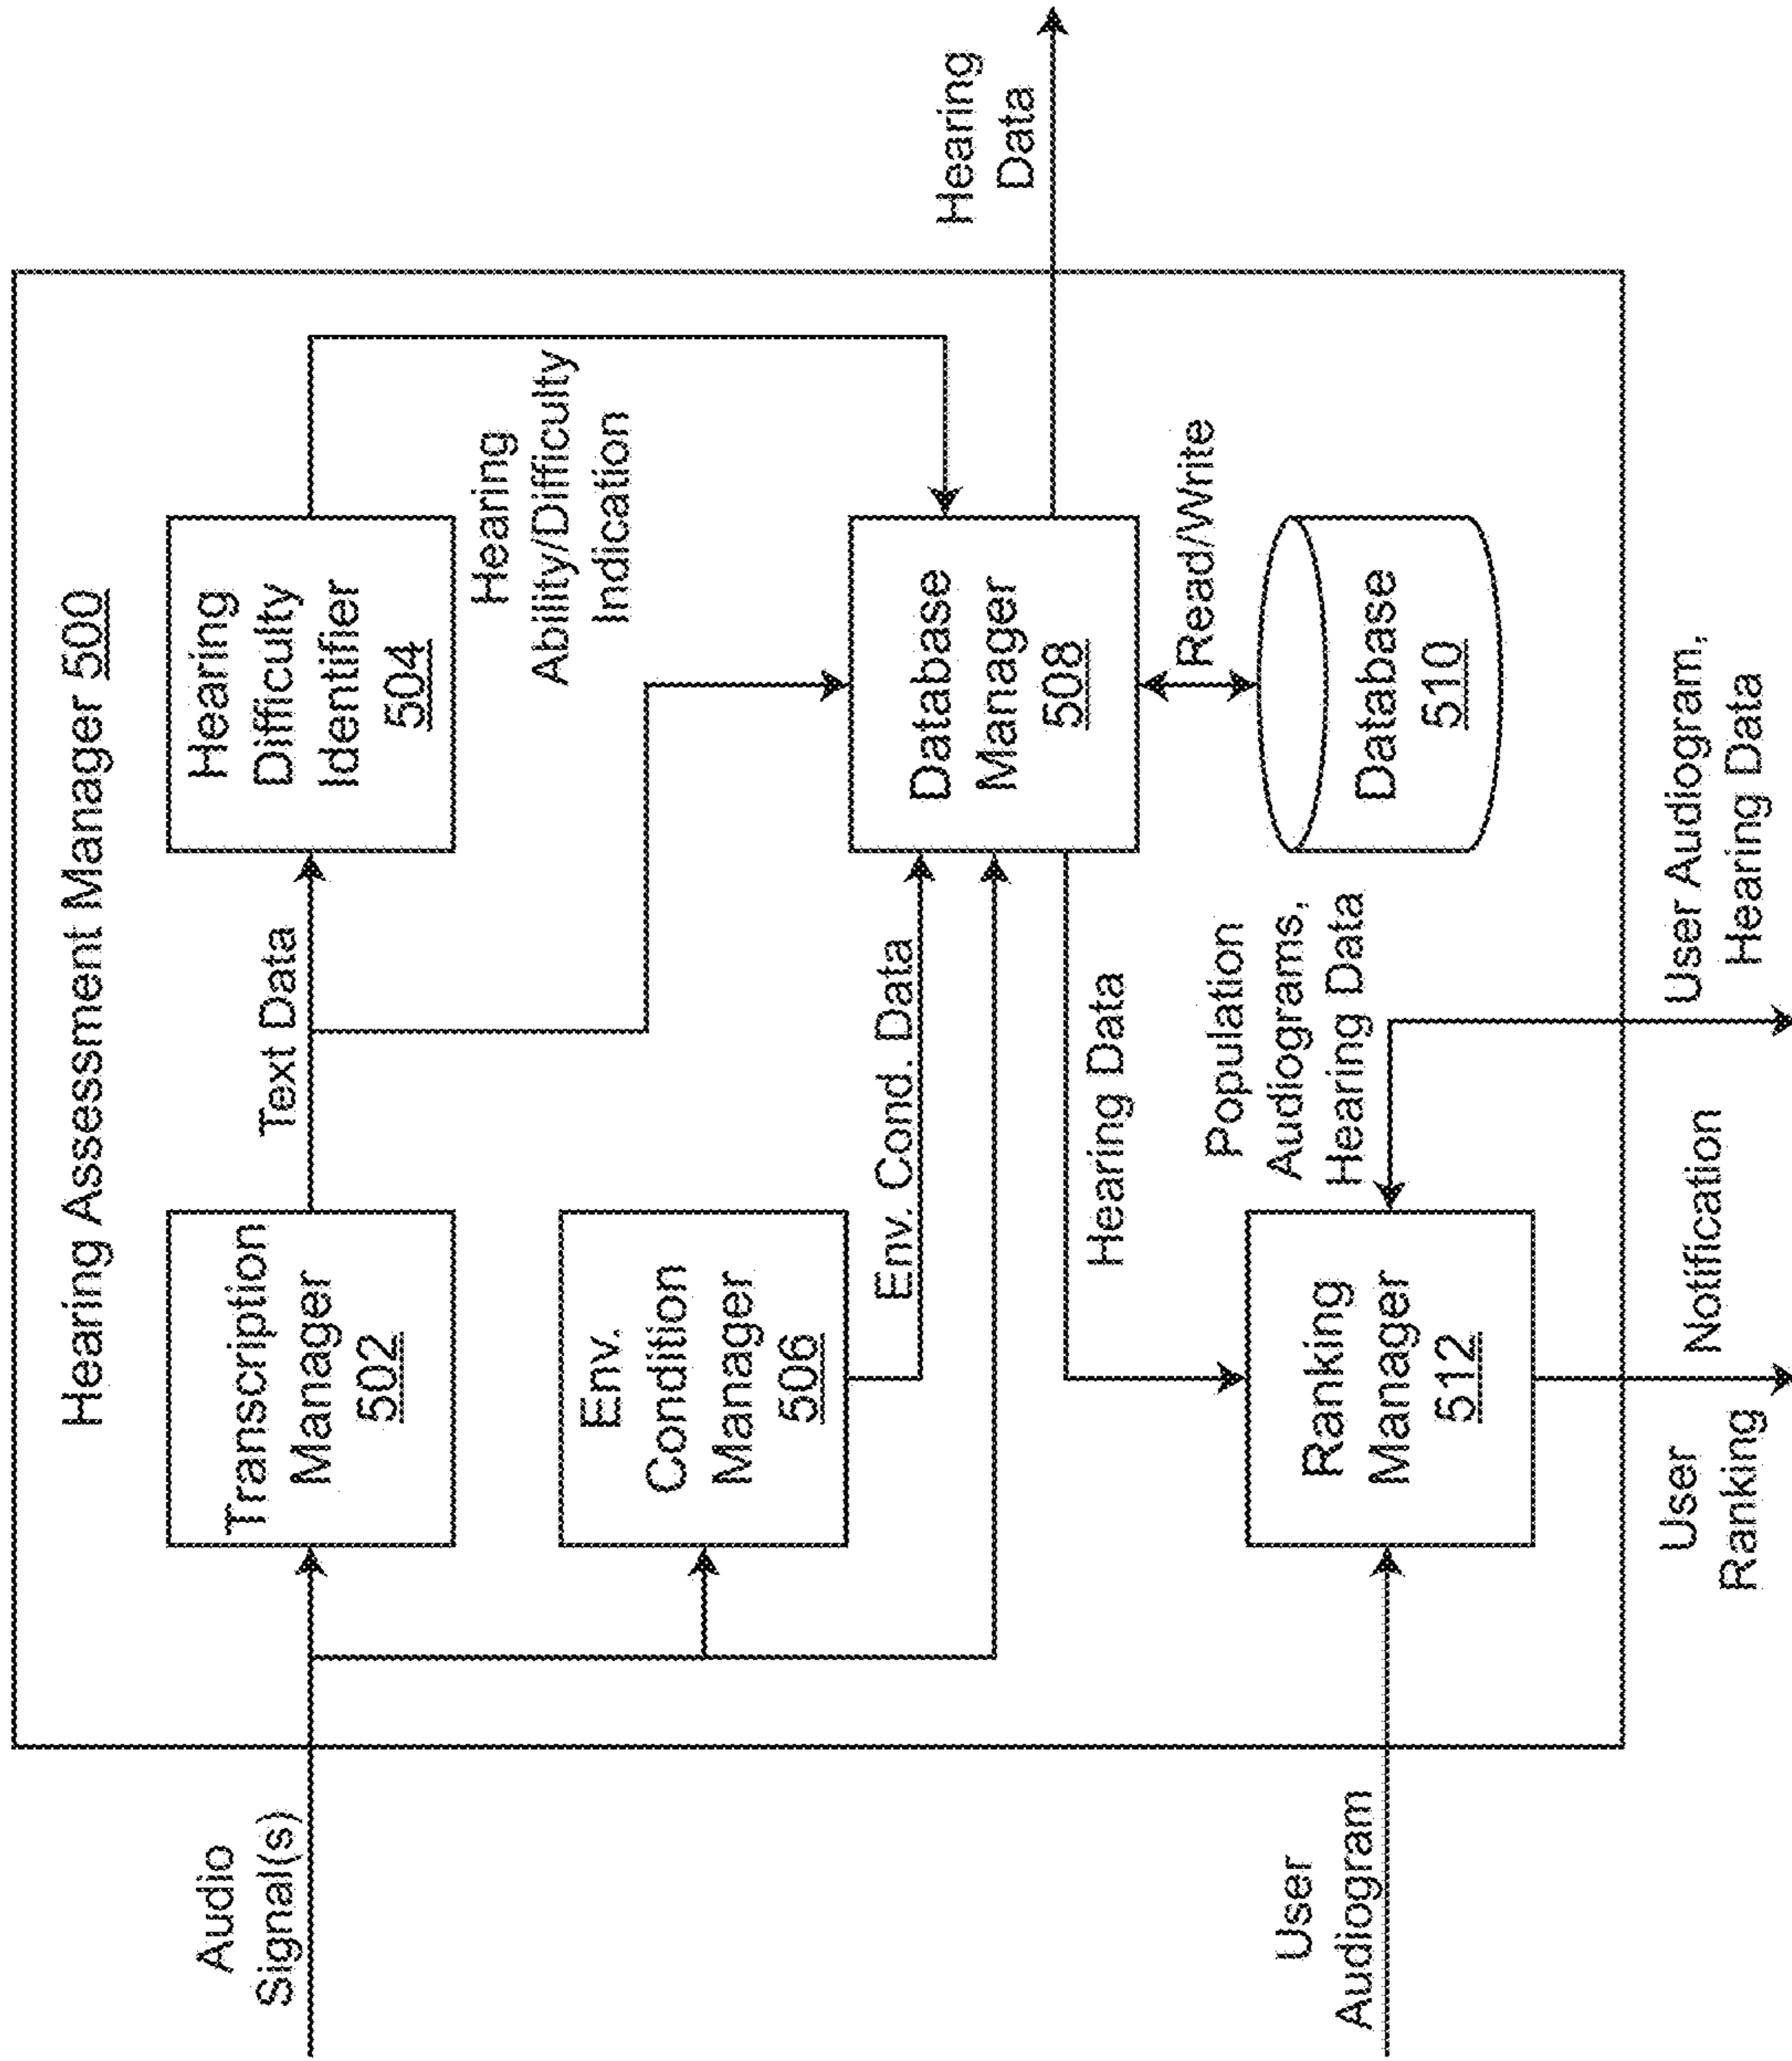 Hearing Assessment Manager 500
Audio
Signal(s)
Transcription
Manager
502
Text Data
Hearing
Difficulty
Identifier
504
Hearing
Ability/Difficulty
Indication
Env.
Condition
Manager
506
Env. Cond. Data
Database
Manager
508
Hearing
Data
Hearing Data
Read/Write
Population
Audiograms,
Hearing Data
Database
510
User
Audiogram
Ranking
Manager
512
User
Ranking
Notification
User Audiogram,
Hearing Data